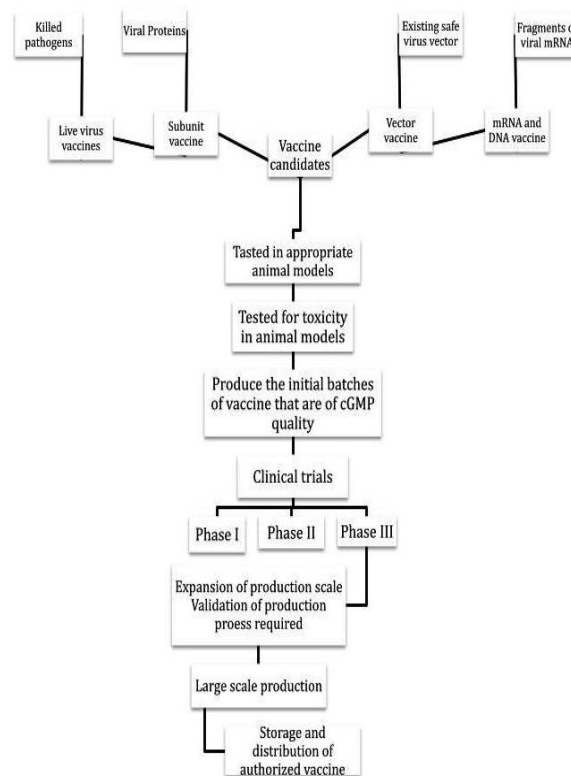 Killed
pathogens
Viral Proteins
Existing safe
virus vector
Fragments o
viral mRNA
Live virus
vaccines
Subunit
vaccine
Vaccine
candidates
Vector
vaccine
mRNA and
DNA vaccine
Tasted in appropriate
animal models
Tested for toxicity
in animal models
Produce the initial batches
of vaccine that are of cGMP
quality
Clinical trials
Phase I
Phase II
Phase III
Expansion of production scale
Validation of production
proess required
Large scale production
Storage and
distribution of
authorized vaccine